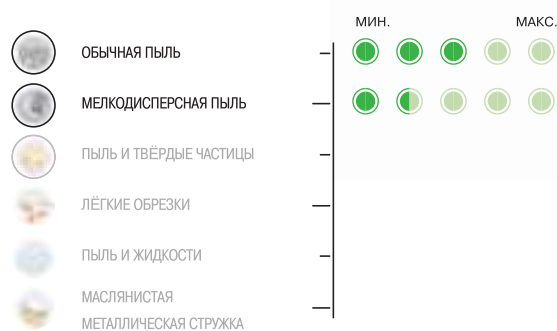 МИН. МАКС.
ОБЫЧНАЯ ПЫЛЬ
МЕЛКОДИСПЕРСНАЯ ПЫЛЬ
ПЫЛЬ И ТВЁРДЫЕ ЧАСТИЦЫ
ЛЁГКИЕ ОБРЕЗКИ
ПЫЛЬ И ЖИДКОСТИ
МАСЛЯНИСТАЯ
МЕТАЛЛИЧЕСКАЯ СТРУЖКА